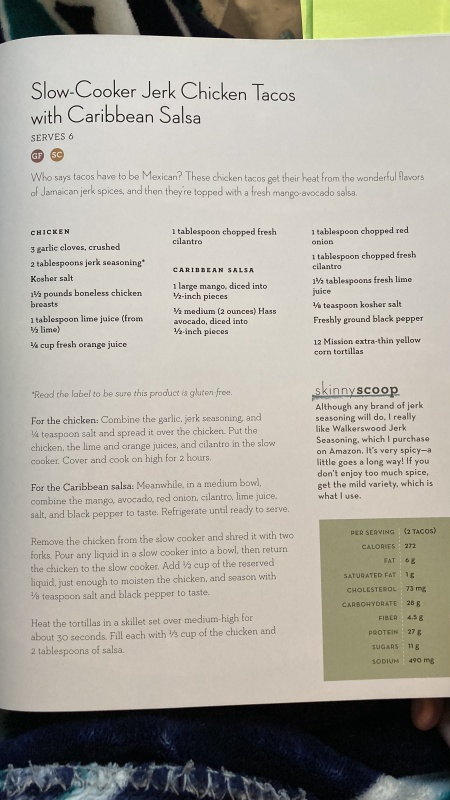 Slow-Cooker Jerk Chicken Tacos
with Caribbean Salsa
SERVES 6
GF SC
Who says tacos have to be Mexican? These chicken tacos get their heat from the wonderful flavors
of Jamaican jerk spices, and then they're topped with a fresh mango-avocado salsa.
CHICKEN
3 garlic cloves, crushed
2 tablespoons jerk seasoning*
Kosher salt
1½ pounds boneless chicken
breasts
1 tablespoon lime juice (from
½ lime)
¼ cup fresh orange juice
1 tablespoon chopped fresh
cilantro
CARIBBEAN SALSA
1 large mango, diced into
½-inch pieces
½ medium (2 ounces) Hass
avocado, diced into
½-inch pieces
1 tablespoon chopped red
onion
1 tablespoon chopped fresh
cilantro
1½ tablespoons fresh lime
juice
⅛ teaspoon kosher salt
Freshly ground black pepper
12 Mission extra-thin yellow
corn tortillas
*Read the label to be sure this product is gluten-free.
For the chicken: Combine the garlic, jerk seasoning, and
¼ teaspoon salt and spread it over the chicken. Put the
chicken, the lime and orange juices, and cilantro in the slow
cooker. Cover and cook on high for 2 hours.
For the Caribbean salsa: Meanwhile, in a medium bowl,
combine the mango, avocado, red onion, cilantro, lime juice,
salt, and black pepper to taste. Refrigerate until ready to serve.
Remove the chicken from the slow cooker and shred it with two
forks. Pour any liquid in a slow cooker into a bowl, then return
the chicken to the slow cooker. Add ½ cup of the reserved
liquid, just enough to moisten the chicken, and season with
⅛ teaspoon salt and black pepper to taste.
Heat the tortillas in a skillet set over medium-high for
about 30 seconds. Fill each with ⅓ cup of the chicken and
2 tablespoons of salsa.
skinnyscoop
Although any brand of jerk
seasoning will do, I really
like Walkerswood Jerk
Seasoning, which I purchase
on Amazon. It's very spicy—a
little goes a long way! If you
don't enjoy too much spice,
get the mild variety, which is
what I use.
PER SERVING (2 TACOS)
CALORIES 272
FAT 6 g
SATURATED FAT 1 g
CHOLESTEROL 73 mg
CARBOHYDRATE 28 g
FIBER 4.5 g
PROTEIN 27 g
SUGARS 11 g
SODIUM 490 mg